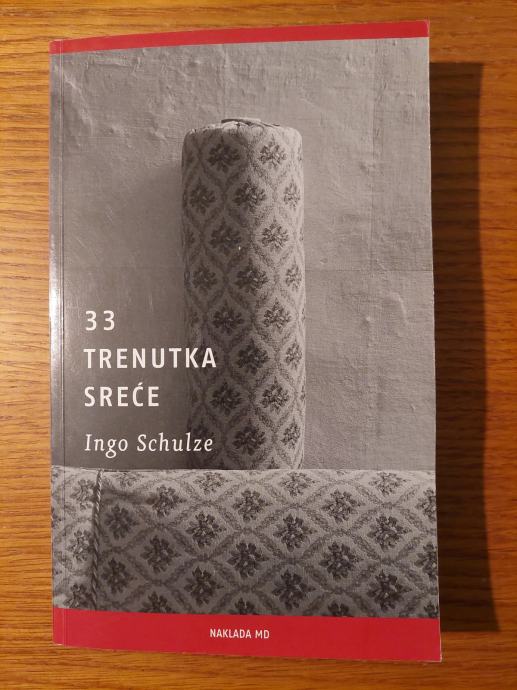 33
TRENUTKA
SREĆE
Ingo Schulze
NAKLADA MD